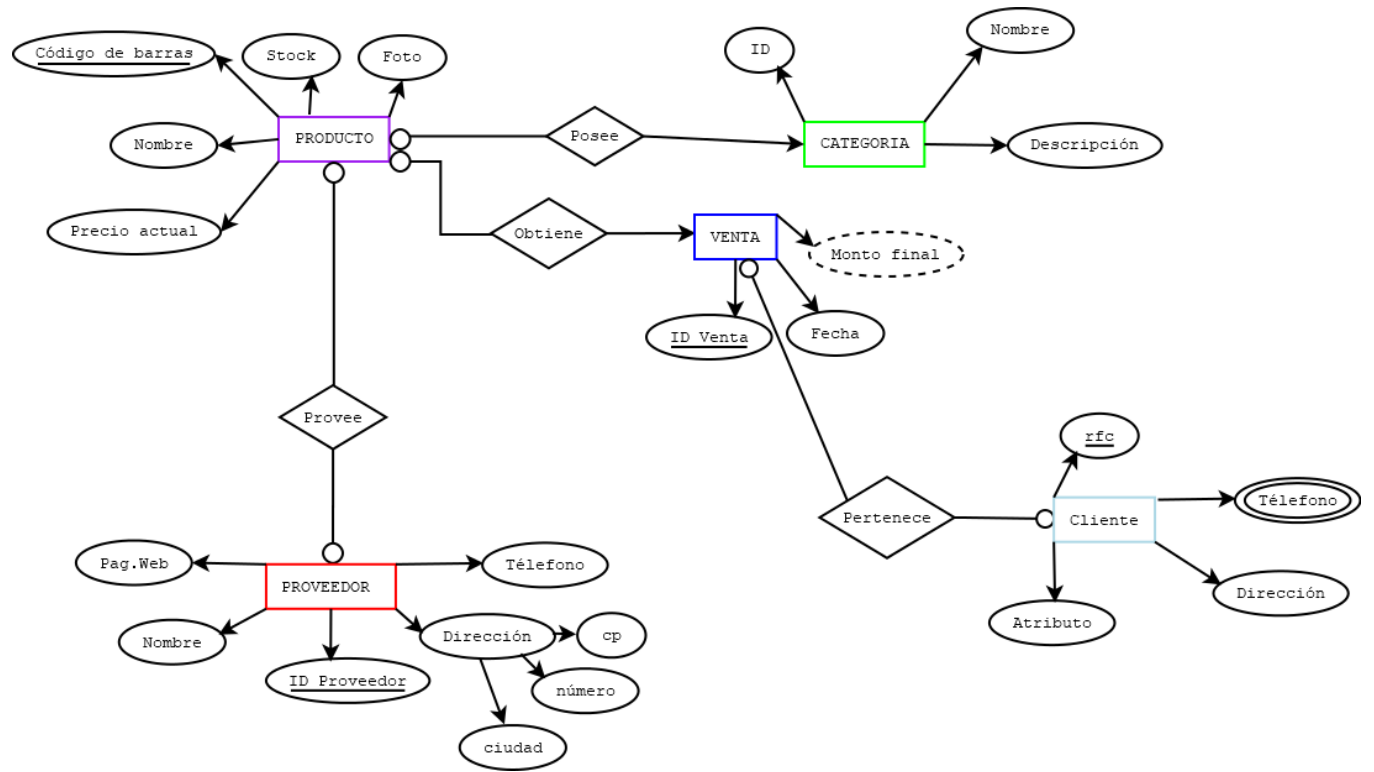 Código de barras
Stock
Foto
ID
Nombre
Nombre
PRODUCTO
Posee
CATEGORIA
Descripción
Precio actual
Obtiene
VENTA
Monto final
ID Venta
Fecha
Provee
rfc
Télefono
Pertenece
Cliente
Pag.Web
PROVEEDOR
Télefono
Dirección
Nombre
Dirección
cp
Atributo
ID Proveedor
número
ciudad